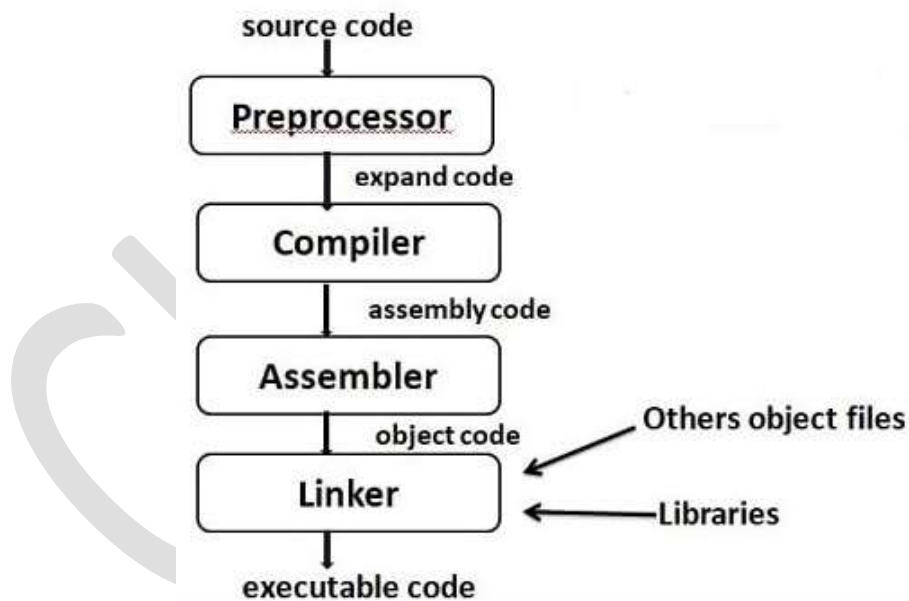 source code
Preprocessor
expand code
Compiler
assembly code
Assembler
object code
Others object files
Linker
Libraries
executable code